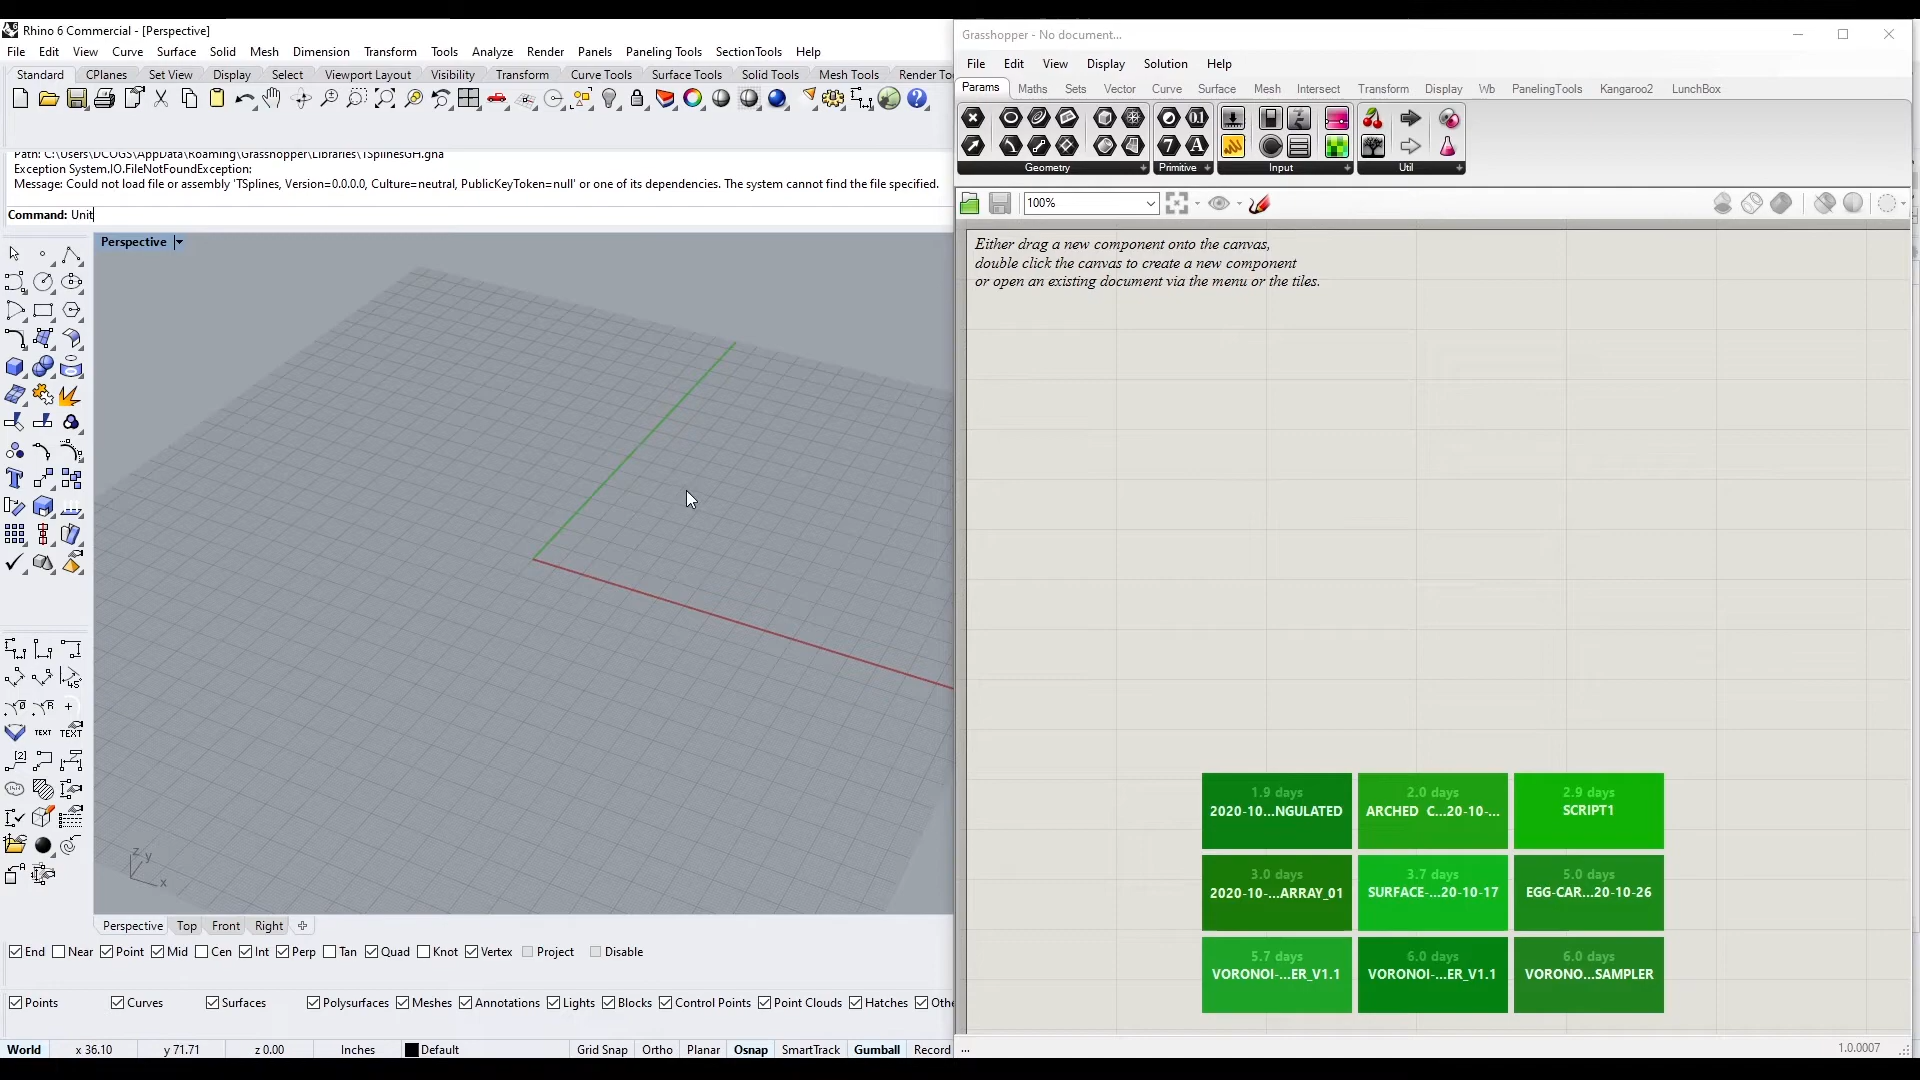 Rhino 6 Commercial - [Perspective]
File Edit View Curve Surface Solid Mesh Dimension Transform Tools Analyze Render Panels Paneling Tools SectionTools Help
Standard CPlanes Set View Display Select Viewport Layout Visibility Transform Curve Tools Surface Tools Solid Tools Mesh Tools Render Too
Path: C:\Users\DCOGS\AppData\Roaming\Grasshopper\Libraries\TSplinesGH.gha
Exception System.IO.FileNotFoundException:
Message: Could not load file or assembly 'TSplines, Version=0.0.0.0, Culture=neutral, PublicKeyToken=null' or one of its dependencies. The system cannot find the file specified.
Command: Unit
Perspective
TEXT TEXT
z y x
Perspective Top Front Right
End Near Point Mid Cen Int Perp Tan Quad Knot Vertex Project Disable
Points Curves Surfaces Polysurfaces Meshes Annotations Lights Blocks Control Points Point Clouds Hatches Othe
World x 36.10 y 71.71 z 0.00 Inches Default Grid Snap Ortho Planar Osnap SmartTrack Gumball Record
Grasshopper - No document...
File Edit View Display Solution Help
Params Maths Sets Vector Curve Surface Mesh Intersect Transform Display Wb PanelingTools Kangaroo2 LunchBox
Geometry Primitive Input Util
100%
Either drag a new component onto the canvas,
double click the canvas to create a new component
or open an existing document via the menu or the tiles.
1.9 days 2.0 days 2.9 days
2020-10...NGULATED ARCHED C...20-10-... SCRIPT1
3.0 days 3.7 days 5.0 days
2020-10-...ARRAY_01 SURFACE-...20-10-17 EGG-CAR...20-10-26
5.7 days 6.0 days 6.0 days
VORONOI-...ER_V1.1 VORONOI-...ER_V1.1 VORONO...SAMPLER
... 1.0.0007